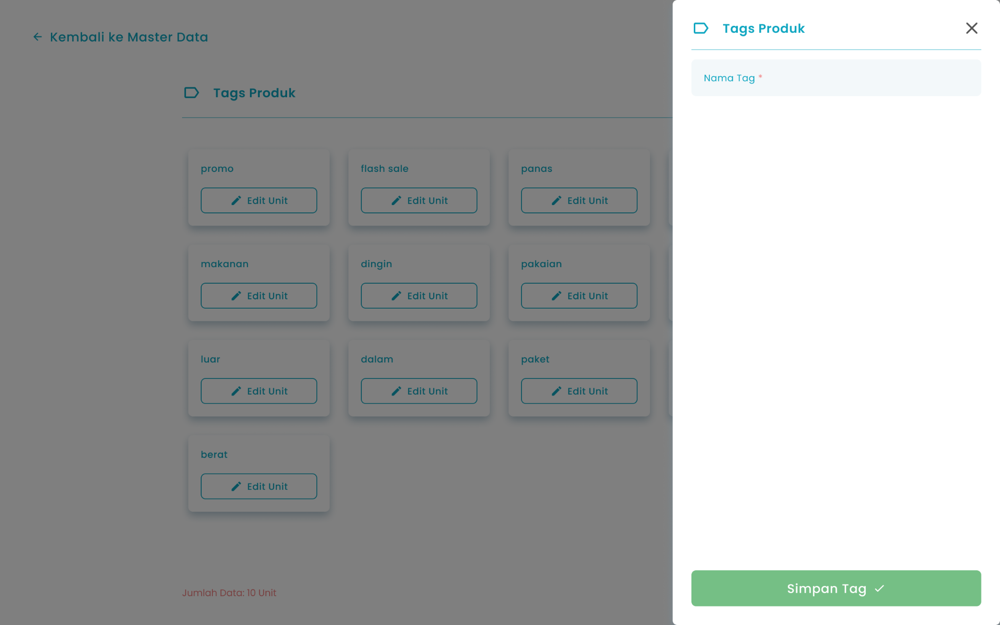 Kembali ke Master Data
Tags Produk
promo
Edit Unit
flash sale
Edit Unit
panas
Edit Unit
makanan
Edit Unit
dingin
Edit Unit
pakaian
Edit Unit
luar
Edit Unit
dalam
Edit Unit
paket
Edit Unit
berat
Edit Unit
Jumlah Data: 10 Unit
Tags Produk
Nama Tag *
Simpan Tag